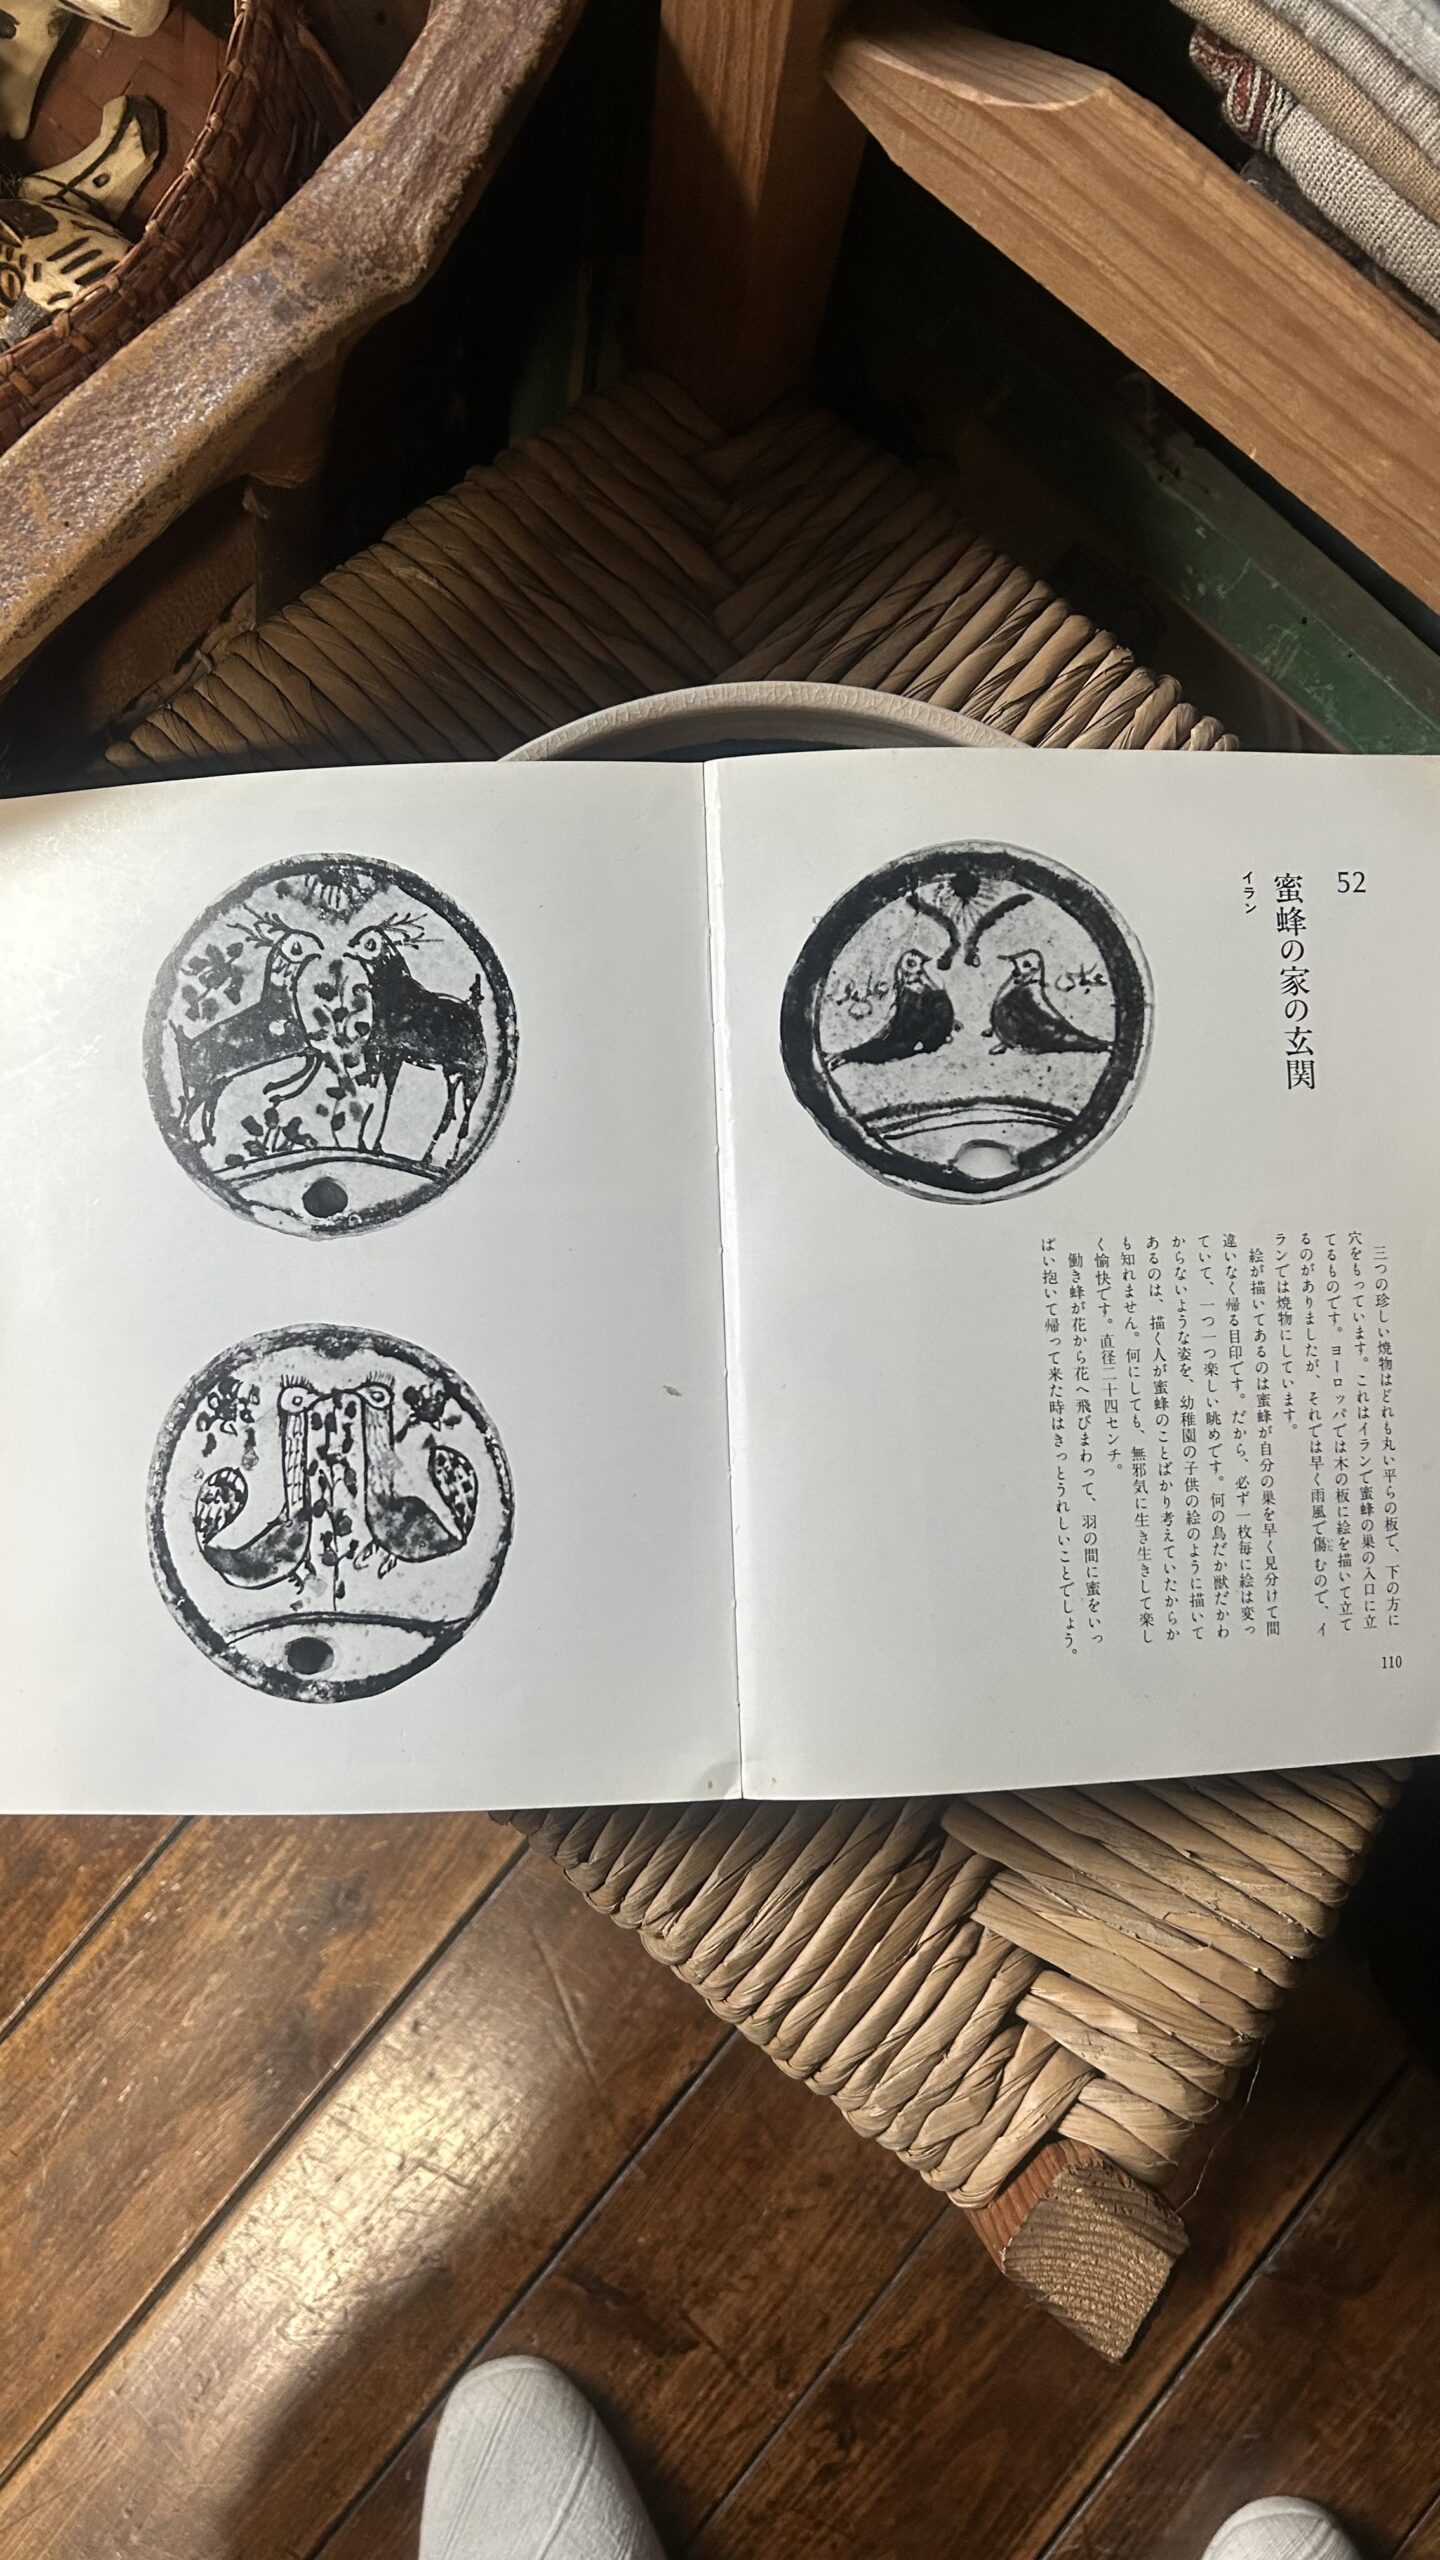 52
蜜蜂の家の玄関
イラン
三つの珍しい焼物はどれも丸い平らの板で、下の方に
穴をもっています。これはイランで蜜蜂の巣の入口に立
てるものです。ヨーロッパでは木の板に絵を描いて立て
るのがありましたが、それでは早く雨風で傷むので、イ
ランでは焼物にしています。
絵が描いてあるのは蜜蜂が自分の巣を早く見分けて間
違いなく帰る目印です。だから、必ず一枚毎に絵は変っ
ていて、一つ一つ楽しい眺めです。何の鳥だか獣だかわ
からないような姿を、幼稚園の子供の絵のように描いて
あるのは、描く人が蜜蜂のことばかり考えていたからか
も知れません。何にしても、無邪気に生き生きして楽し
く愉快です。直径二十四センチ。
働き蜂が花から花へ飛びまわって、羽の間に蜜をいっ
ぱい抱いて帰って来た時はきっとうれしいことでしょう。
110